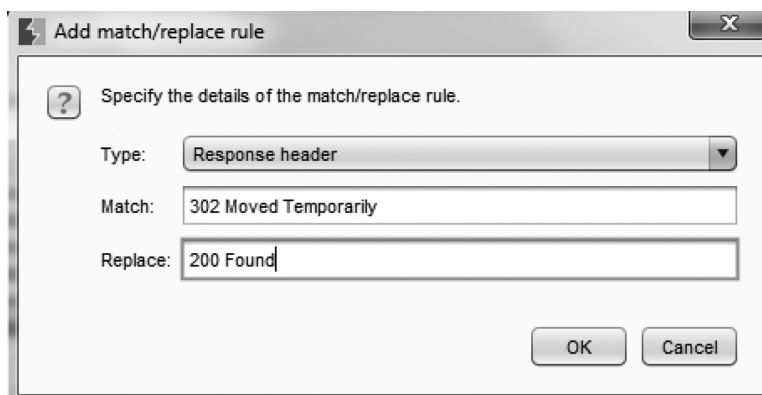 Add match/replace rule
Specify the details of the match/replace rule.
Type: Response header
Match: 302 Moved Temporarily
Replace: 200 Found
OK Cancel